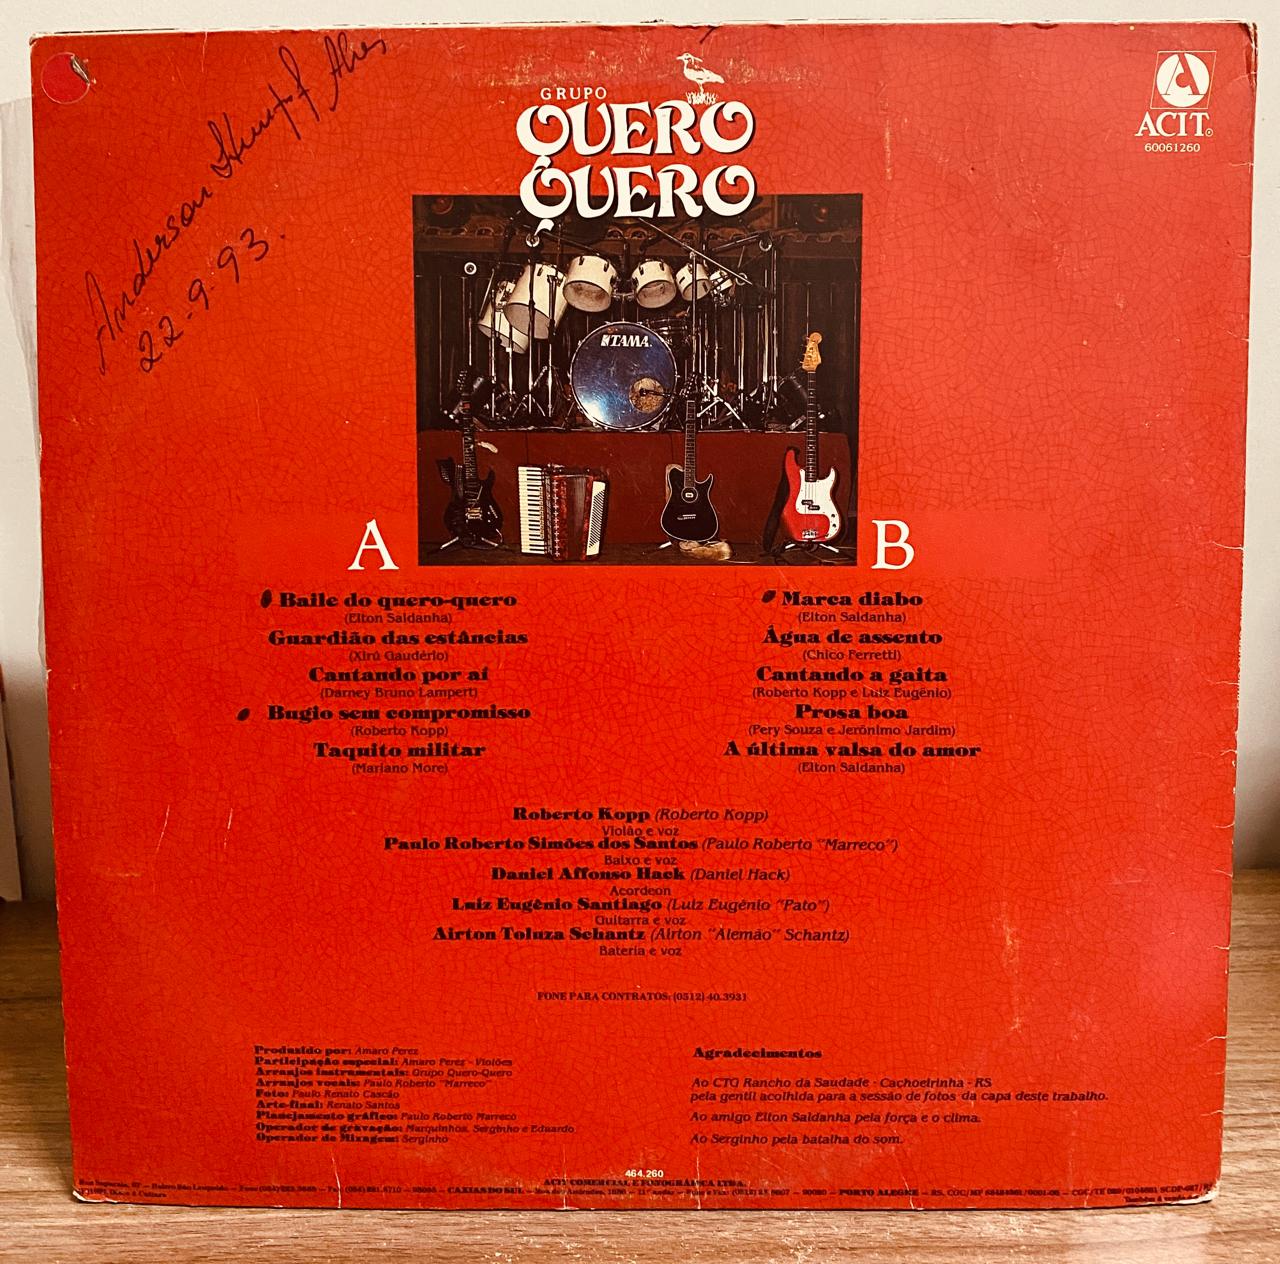 Anderson
22-9-93.
GRUPO
QUERO
QUERO
ACIT
60061260
TAMA
A
B
Baile do quero-quero
(Elton Saldanha)
Guardião das estâncias
(Xirú Gaudério)
Cantando por aí
(Darney Bruno Lampert)
Bugio sem compromisso
(Roberto Kopp)
Taquito militar
(Mariano More)
Marca diabo
(Elton Saldanha)
Água de assento
(Chico Ferretti)
Cantando a gaita
(Roberto Kopp e Luiz Eugênio)
Prosa boa
(Pery Souza e Jerônimo Jardim)
A última valsa do amor
(Elton Saldanha)
Roberto Kopp (Roberto Kopp)
Violão e voz
Paulo Roberto Simões dos Santos (Paulo Roberto "Marreco")
Baixo e voz
Daniel Affonso Hack (Daniel Hack)
Acordeon
Luiz Eugênio Santiago (Luiz Eugênio "Pato")
Guitarra e voz
Airton Toluza Schantz (Airton "Alemão" Schantz)
Bateria e voz
FONE PARA CONTRATOS: (0512) 40.3931
Produzido por: Amaro Perez
Participação especial: Amaro Perez - Violões
Arranjos instrumentais: Grupo Quero-Quero
Arranjos vocais: Paulo Roberto "Marreco"
Foto: Paulo Renato Cascão
Arte-final: Renato Santos
Planejamento gráfico: Paulo Roberto Marreco
Operador de gravação: Marquinhos, Serginho e Eduardo
Operador de Mixagem: Serginho
Agradecimentos
Ao CTG Rancho da Saudade - Cachoeirinha - RS
pela gentil acolhida para a sessão de fotos da capa deste trabalho.
Ao amigo Elton Saldanha pela força e o clima.
Ao Serginho pela batalha do som.
464.260
ACIT COMERCIAL E FONOGRÁFICA LTDA.
CAXIAS DO SUL PORTO ALEGRE